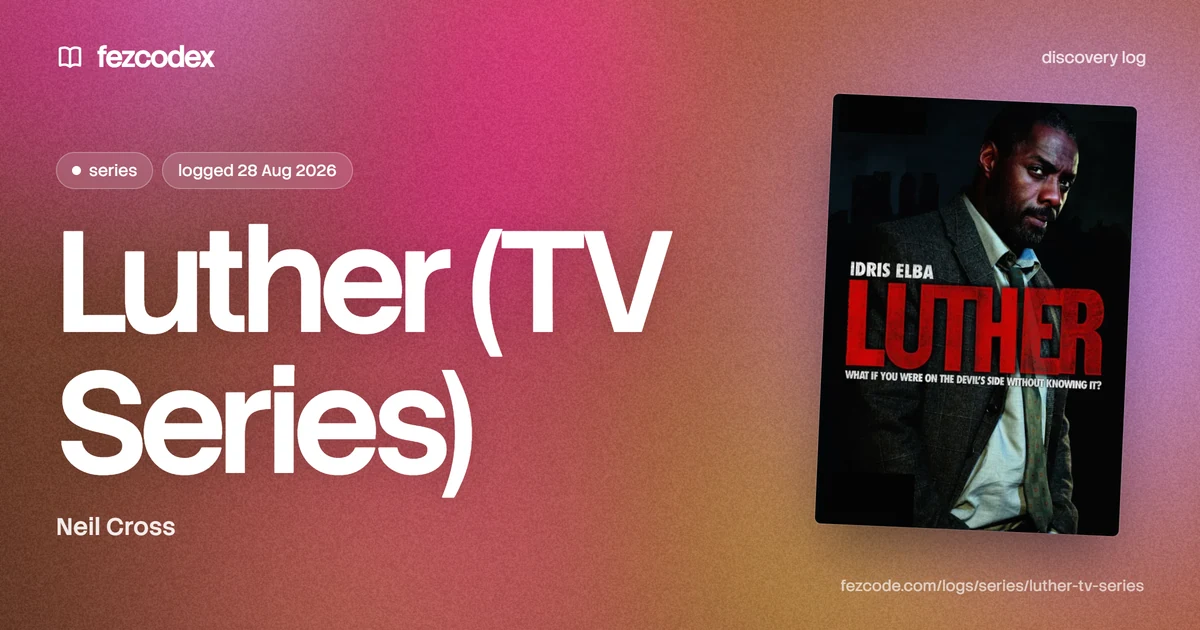 fezcodex
discovery log
series
logged 28 Aug 2026
Luther (TV
Series)
Neil Cross
IDRIS ELBA
LUTHER
WHAT IF YOU WERE ON THE DEVIL'S SIDE WITHOUT KNOWING IT?
fezcode.com/logs/series/luther-tv-series